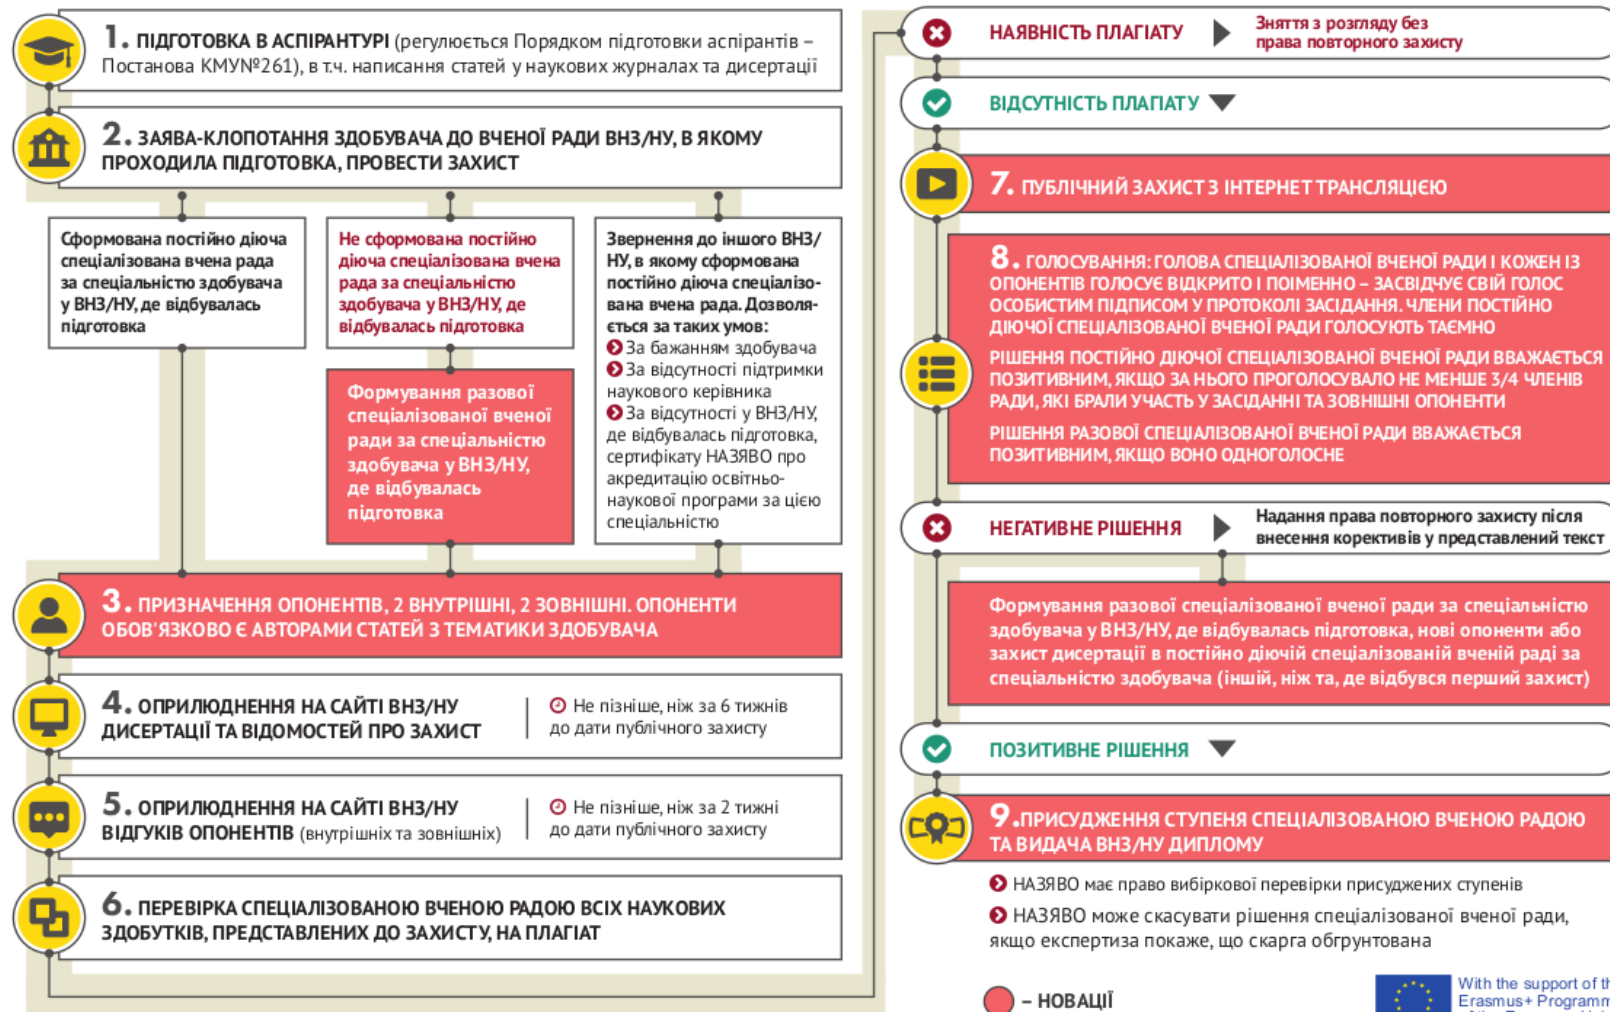 1. ПІДГОТОВКА В АСПІРАНТУРІ (регулюється Порядком підготовки аспірантів –
Постанова КМУ№261), в т.ч. написання статей у наукових журналах та дисертації
2. ЗАЯВА-КЛОПОТАННЯ ЗДОБУВАЧА ДО ВЧЕНОЇ РАДИ ВНЗ/НУ, В ЯКОМУ
ПРОХОДИЛА ПІДГОТОВКА, ПРОВЕСТИ ЗАХИСТ
Сформована постійно діюча
спеціалізована вчена рада
за спеціальністю здобувача
у ВНЗ/НУ, де відбувалась
підготовка
Не сформована постійно
діюча спеціалізована вчена
рада за спеціальністю
здобувача у ВНЗ/НУ, де
відбувалась підготовка
Формування разової
спеціалізованої вченої
ради за спеціальністю
здобувача у ВНЗ/НУ,
де відбувалась
підготовка
Звернення до іншого ВНЗ/
НУ, в якому сформована
постійно діюча спеціалізо-
вана вчена рада. Дозволя-
ється за таких умов:
За бажанням здобувача
За відсутності підтримки
наукового керівника
За відсутності у ВНЗ/НУ,
де відбувалась підготовка,
сертифікату НАЗЯВО про
акредитацію освітньо-
наукової програми за цією
спеціальністю
3. ПРИЗНАЧЕННЯ ОПОНЕНТІВ, 2 ВНУТРІШНІ, 2 ЗОВНІШНІ. ОПОНЕНТИ
ОБОВ'ЯЗКОВО Є АВТОРАМИ СТАТЕЙ З ТЕМАТИКИ ЗДОБУВАЧА
4. ОПРИЛЮДНЕННЯ НА САЙТІ ВНЗ/НУ
ДИСЕРТАЦІЇ ТА ВІДОМОСТЕЙ ПРО ЗАХИСТ
Не пізніше, ніж за 6 тижнів
до дати публічного захисту
5. ОПРИЛЮДНЕННЯ НА САЙТІ ВНЗ/НУ
ВІДГУКІВ ОПОНЕНТІВ (внутрішніх та зовнішніх)
Не пізніше, ніж за 2 тижні
до дати публічного захисту
6. ПЕРЕВІРКА СПЕЦІАЛІЗОВАНОЮ ВЧЕНОЮ РАДОЮ ВСІХ НАУКОВИХ
ЗДОБУТКІВ, ПРЕДСТАВЛЕНИХ ДО ЗАХИСТУ, НА ПЛАГІАТ
НАЯВНІСТЬ ПЛАГІАТУ
Зняття з розгляду без
права повторного захисту
ВІДСУТНІСТЬ ПЛАГІАТУ
7. ПУБЛІЧНИЙ ЗАХИСТ З ІНТЕРНЕТ ТРАНСЛЯЦІЄЮ
8. ГОЛОСУВАННЯ: ГОЛОВА СПЕЦІАЛІЗОВАНОЇ ВЧЕНОЇ РАДИ І КОЖЕН ІЗ
ОПОНЕНТІВ ГОЛОСУЄ ВІДКРИТО І ПОІМЕННО – ЗАСВІДЧУЄ СВІЙ ГОЛОС
ОСОБИСТИМ ПІДПИСОМ У ПРОТОКОЛІ ЗАСІДАННЯ. ЧЛЕНИ ПОСТІЙНО
ДІЮЧОЇ СПЕЦІАЛІЗОВАНОЇ ВЧЕНОЇ РАДИ ГОЛОСУЮТЬ ТАЄМНО
РІШЕННЯ ПОСТІЙНО ДІЮЧОЇ СПЕЦІАЛІЗОВАНОЇ ВЧЕНОЇ РАДИ ВВАЖАЄТЬСЯ
ПОЗИТИВНИМ, ЯКЩО ЗА НЬОГО ПРОГОЛОСУВАЛО НЕ МЕНШЕ 3/4 ЧЛЕНІВ
РАДИ, ЯКІ БРАЛИ УЧАСТЬ У ЗАСІДАННІ ТА ЗОВНІШНІ ОПОНЕНТИ
РІШЕННЯ РАЗОВОЇ СПЕЦІАЛІЗОВАНОЇ ВЧЕНОЇ РАДИ ВВАЖАЄТЬСЯ
ПОЗИТИВНИМ, ЯКЩО ВОНО ОДНОГОЛОСНЕ
НЕГАТИВНЕ РІШЕННЯ
Надання права повторного захисту після
внесення корективів у представлений текст
Формування разової спеціалізованої вченої ради за спеціальністю
здобувача у ВНЗ/НУ, де відбувалась підготовка, нові опоненти або
захист дисертації в постійно діючій спеціалізованій вченій раді за
спеціальністю здобувача (іншій, ніж та, де відбувся перший захист)
ПОЗИТИВНЕ РІШЕННЯ
9.ПРИСУДЖЕННЯ СТУПЕНЯ СПЕЦІАЛІЗОВАНОЮ ВЧЕНОЮ РАДОЮ
ТА ВИДАЧА ВНЗ/НУ ДИПЛОМУ
НАЗЯВО має право вибіркової перевірки присуджених ступенів
НАЗЯВО може скасувати рішення спеціалізованої вченої ради,
якщо експертиза покаже, що скарга обгрунтована
– НОВАЦІЇ
With the support of
Erasmus+